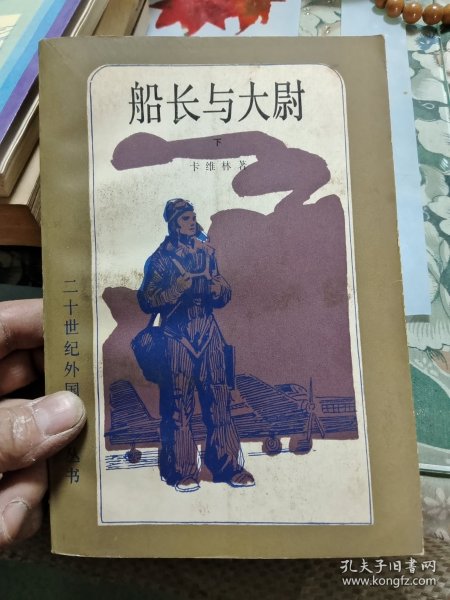 船长与大尉
下
卡维林著
二十世纪外国
丛书
孔夫子旧书网
www.kongfz.com